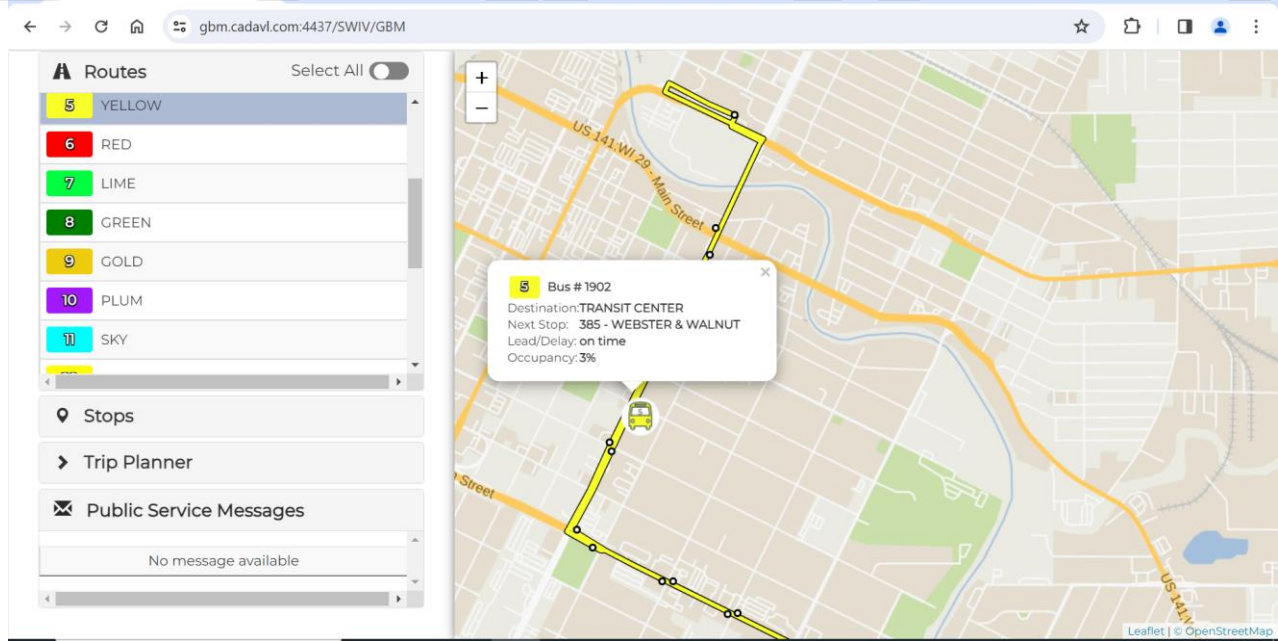 gbm.cadavl.com:4437/SWIV/GBM
Routes
Select All
5 YELLOW
6 RED
7 LIME
8 GREEN
9 GOLD
10 PLUM
11 SKY
Stops
Trip Planner
Public Service Messages
No message available
+
−
US 141;WI 29 - Main Street
5 Bus # 1902
×
Destination:TRANSIT CENTER
Next Stop: 385 - WEBSTER & WALNUT
Lead/Delay: on time
Occupancy: 3%
5
Street
US 141;
Leaflet | © OpenStreetMap